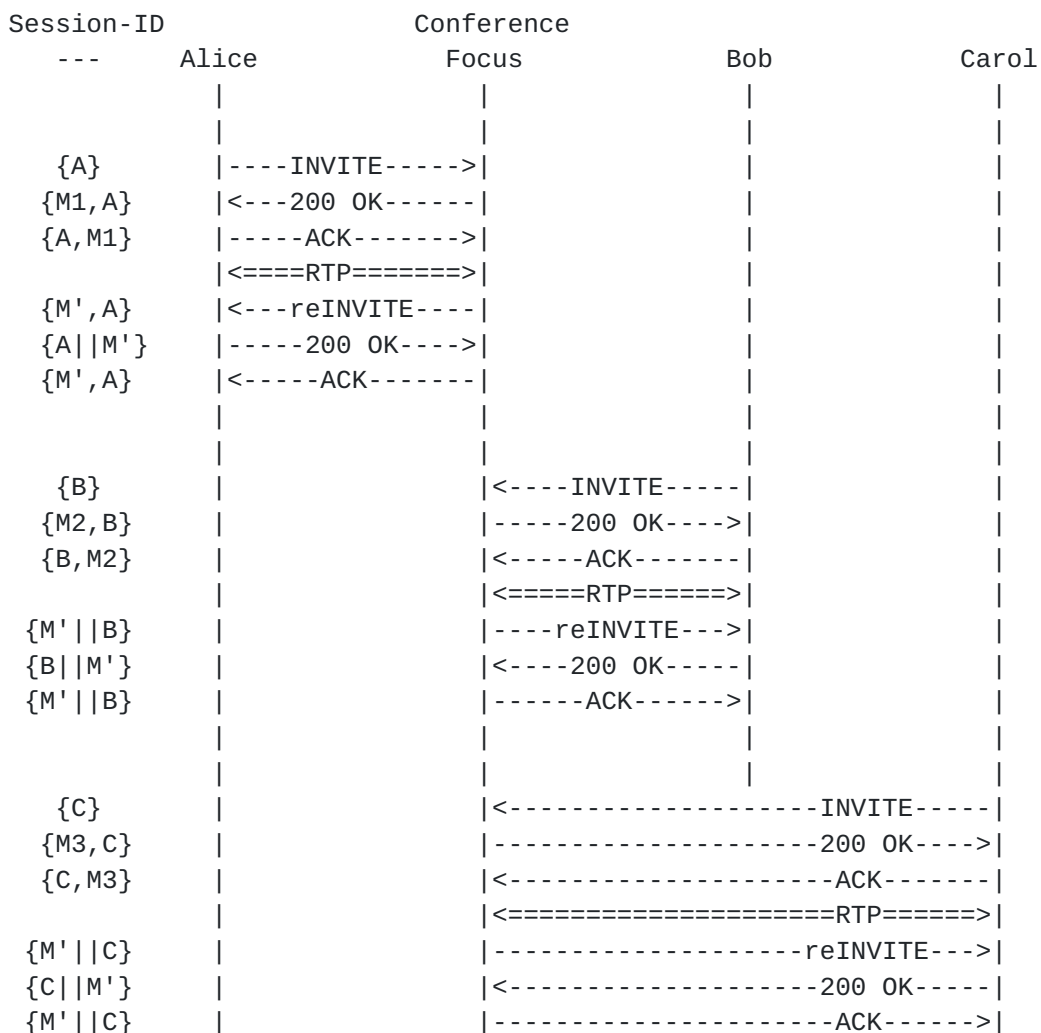 Session-ID                Conference
   ---     Alice            Focus             Bob            Carol
             |                |                |               |
             |                |                |               |
   {A}       |----INVITE----->|                |               |
  {M1,A}     |<---200 OK------|                |               |
  {A,M1}     |-----ACK------->|                |               |
             |<====RTP=======>|                |               |
  {M',A}     |<---reINVITE----|                |               |
  {A||M'}    |-----200 OK---->|                |               |
  {M',A}     |<-----ACK-------|                |               |
             |                |                |               |
             |                |                |               |
   {B}       |                |<----INVITE-----|               |
  {M2,B}     |                |-----200 OK---->|               |
  {B,M2}     |                |<-----ACK-------|               |
             |                |<=====RTP======>|               |
 {M'||B}     |                |----reINVITE--->|               |
 {B||M'}     |                |<----200 OK-----|               |
 {M'||B}     |                |------ACK------>|               |
             |                |                |               |
             |                |                |               |
   {C}       |                |<--------------------INVITE-----|
  {M3,C}     |                |---------------------200 OK---->|
  {C,M3}     |                |<---------------------ACK-------|
             |                |<=====================RTP======>|
 {M'||C}     |                |--------------------reINVITE--->|
 {C||M'}     |                |<--------------------200 OK-----|
 {M'||C}     |                |----------------------ACK------>|